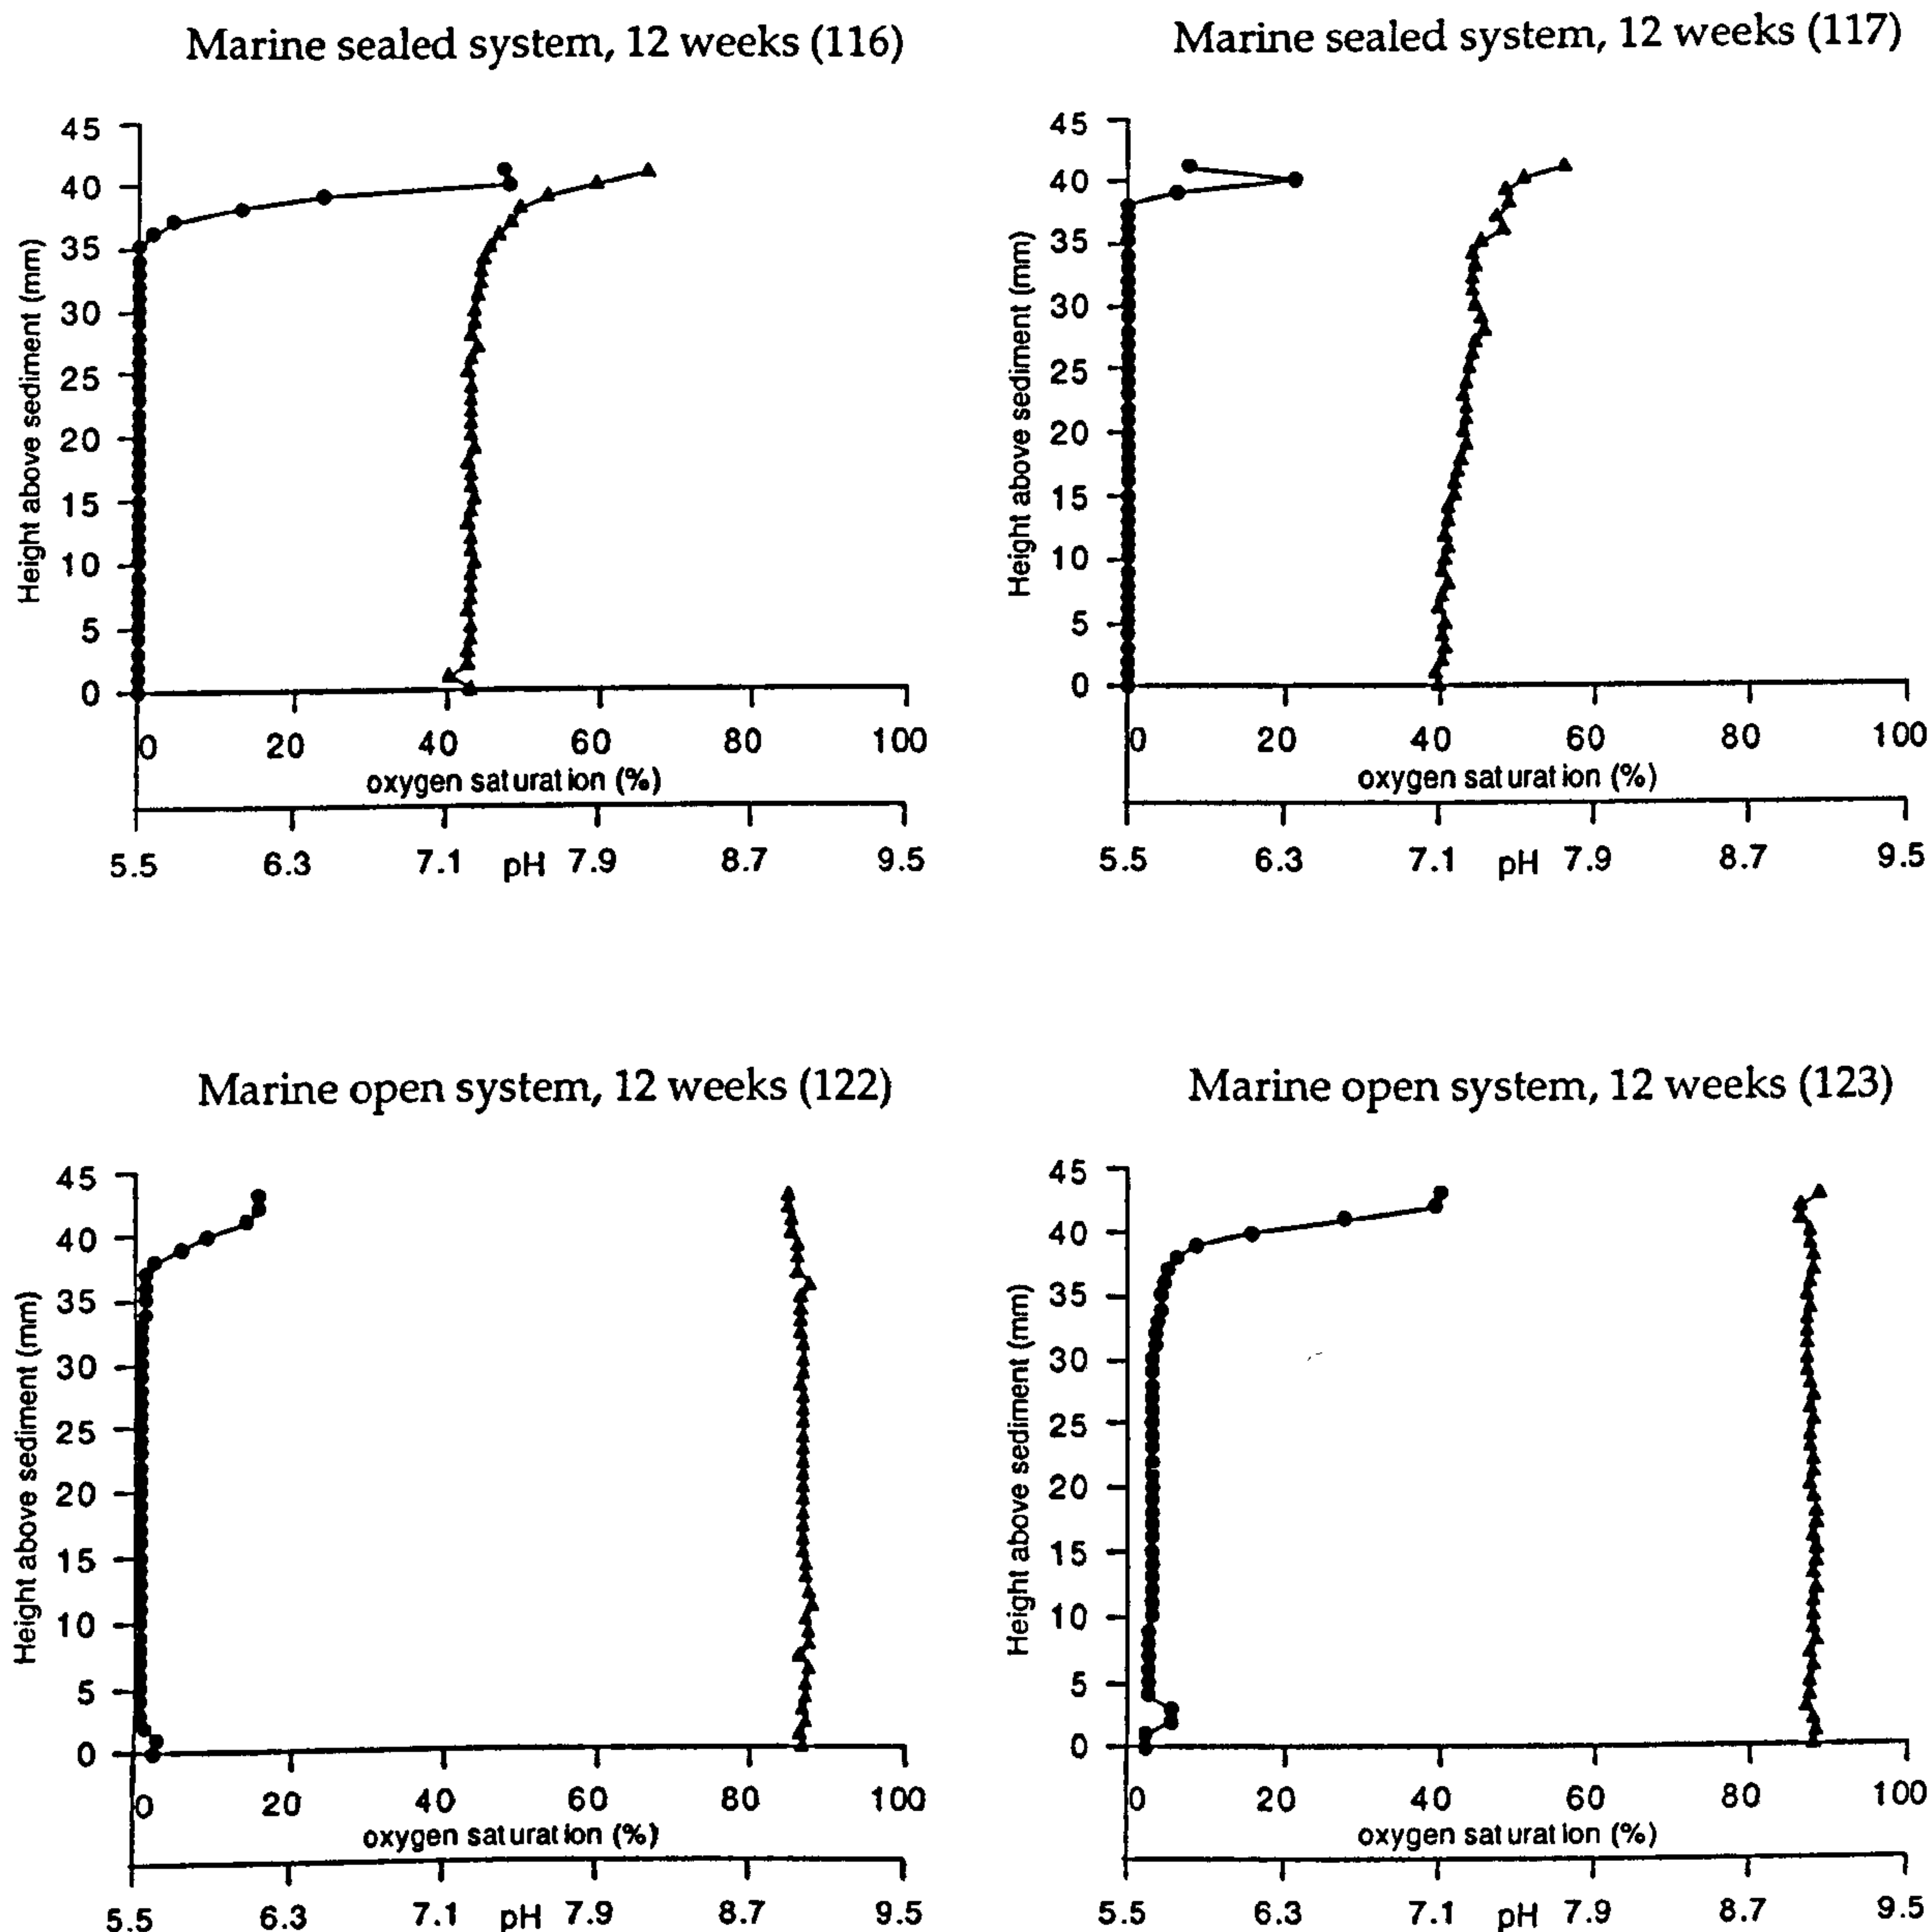 Marine sealed system, 12 weeks (116)
45
40
35
30
25
20
15
10
5
0
Height above sediment (mm)
0 20 40 60 80 100
oxygen saturation (%)
5.5 6.3 7.1 pH 7.9 8.7 9.5
Marine sealed system, 12 weeks (117)
45
40
35
30
25
20
15
10
5
0
Height above sediment (mm)
0 20 40 60 80 100
oxygen saturation (%)
5.5 6.3 7.1 pH 7.9 8.7 9.5
Marine open system, 12 weeks (122)
45
40
35
30
25
20
15
10
5
0
Height above sediment (mm)
0 20 40 60 80 100
oxygen saturation (%)
5.5 6.3 7.1 pH 7.9 8.7 9.5
Marine open system, 12 weeks (123)
45
40
35
30
25
20
15
10
5
0
Height above sediment (mm)
0 20 40 60 80 100
oxygen saturation (%)
5.5 6.3 7.1 pH 7.9 8.7 9.5